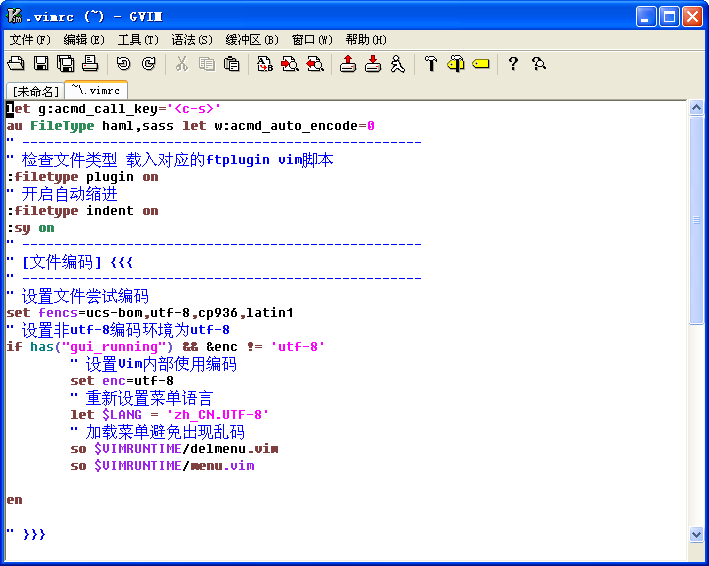 .vimrc (~) - GVIM
文件(F) 编辑(E) 工具(T) 语法(S) 缓冲区(B) 窗口(W) 帮助(H)
[未命名] ~\.vimrc
let g:acmd_call_key='<c-s>'
au FileType haml,sass let w:acmd_auto_encode=0
" --------------------------------------------------
" 检查文件类型 载入对应的ftplugin vim脚本
:filetype plugin on
" 开启自动缩进
:filetype indent on
:sy on
" --------------------------------------------------
" [文件编码] {{{
" --------------------------------------------------
" 设置文件尝试编码
set fencs=ucs-bom,utf-8,cp936,latin1
" 设置非utf-8编码环境为utf-8
if has("gui_running") && &enc != 'utf-8'
        " 设置Vim内部使用编码
        set enc=utf-8
        " 重新设置菜单语言
        let $LANG = 'zh_CN.UTF-8'
        " 加载菜单避免出现乱码
        so $VIMRUNTIME/delmenu.vim
        so $VIMRUNTIME/menu.vim
en
" }}}